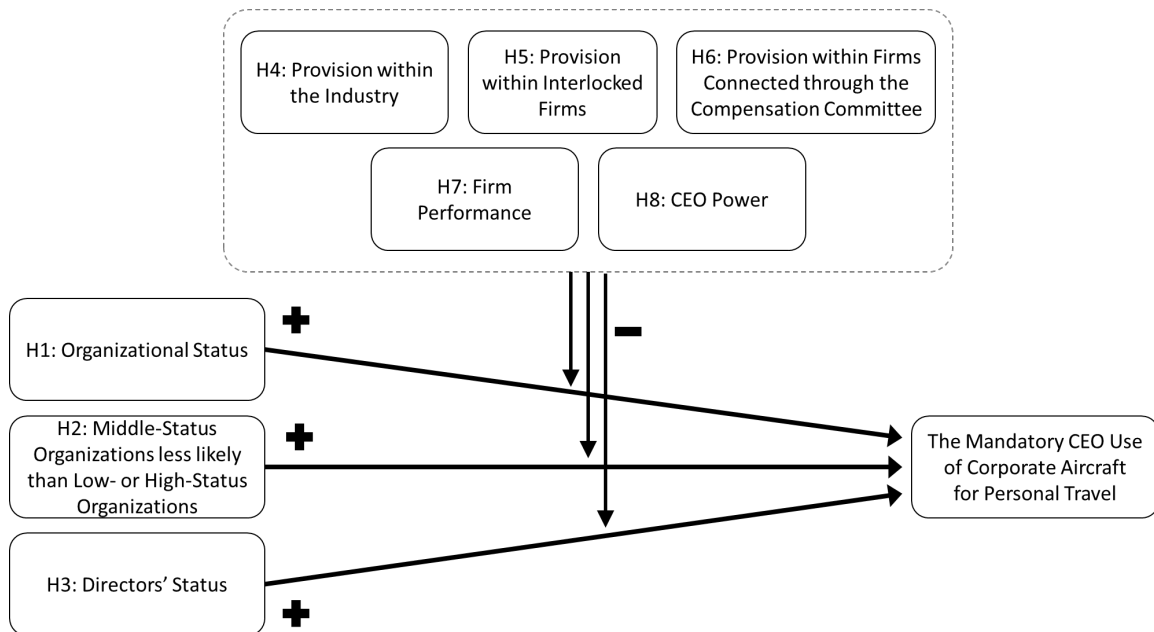 H4: Provision within
the Industry
H5: Provision
within Interlocked
Firms
H6: Provision within Firms
Connected through the
Compensation Committee
H7: Firm
Performance
H8: CEO Power
H1: Organizational Status
H2: Middle-Status
Organizations less likely
than Low- or High-Status
Organizations
H3: Directors’ Status
The Mandatory CEO Use
of Corporate Aircraft
for Personal Travel